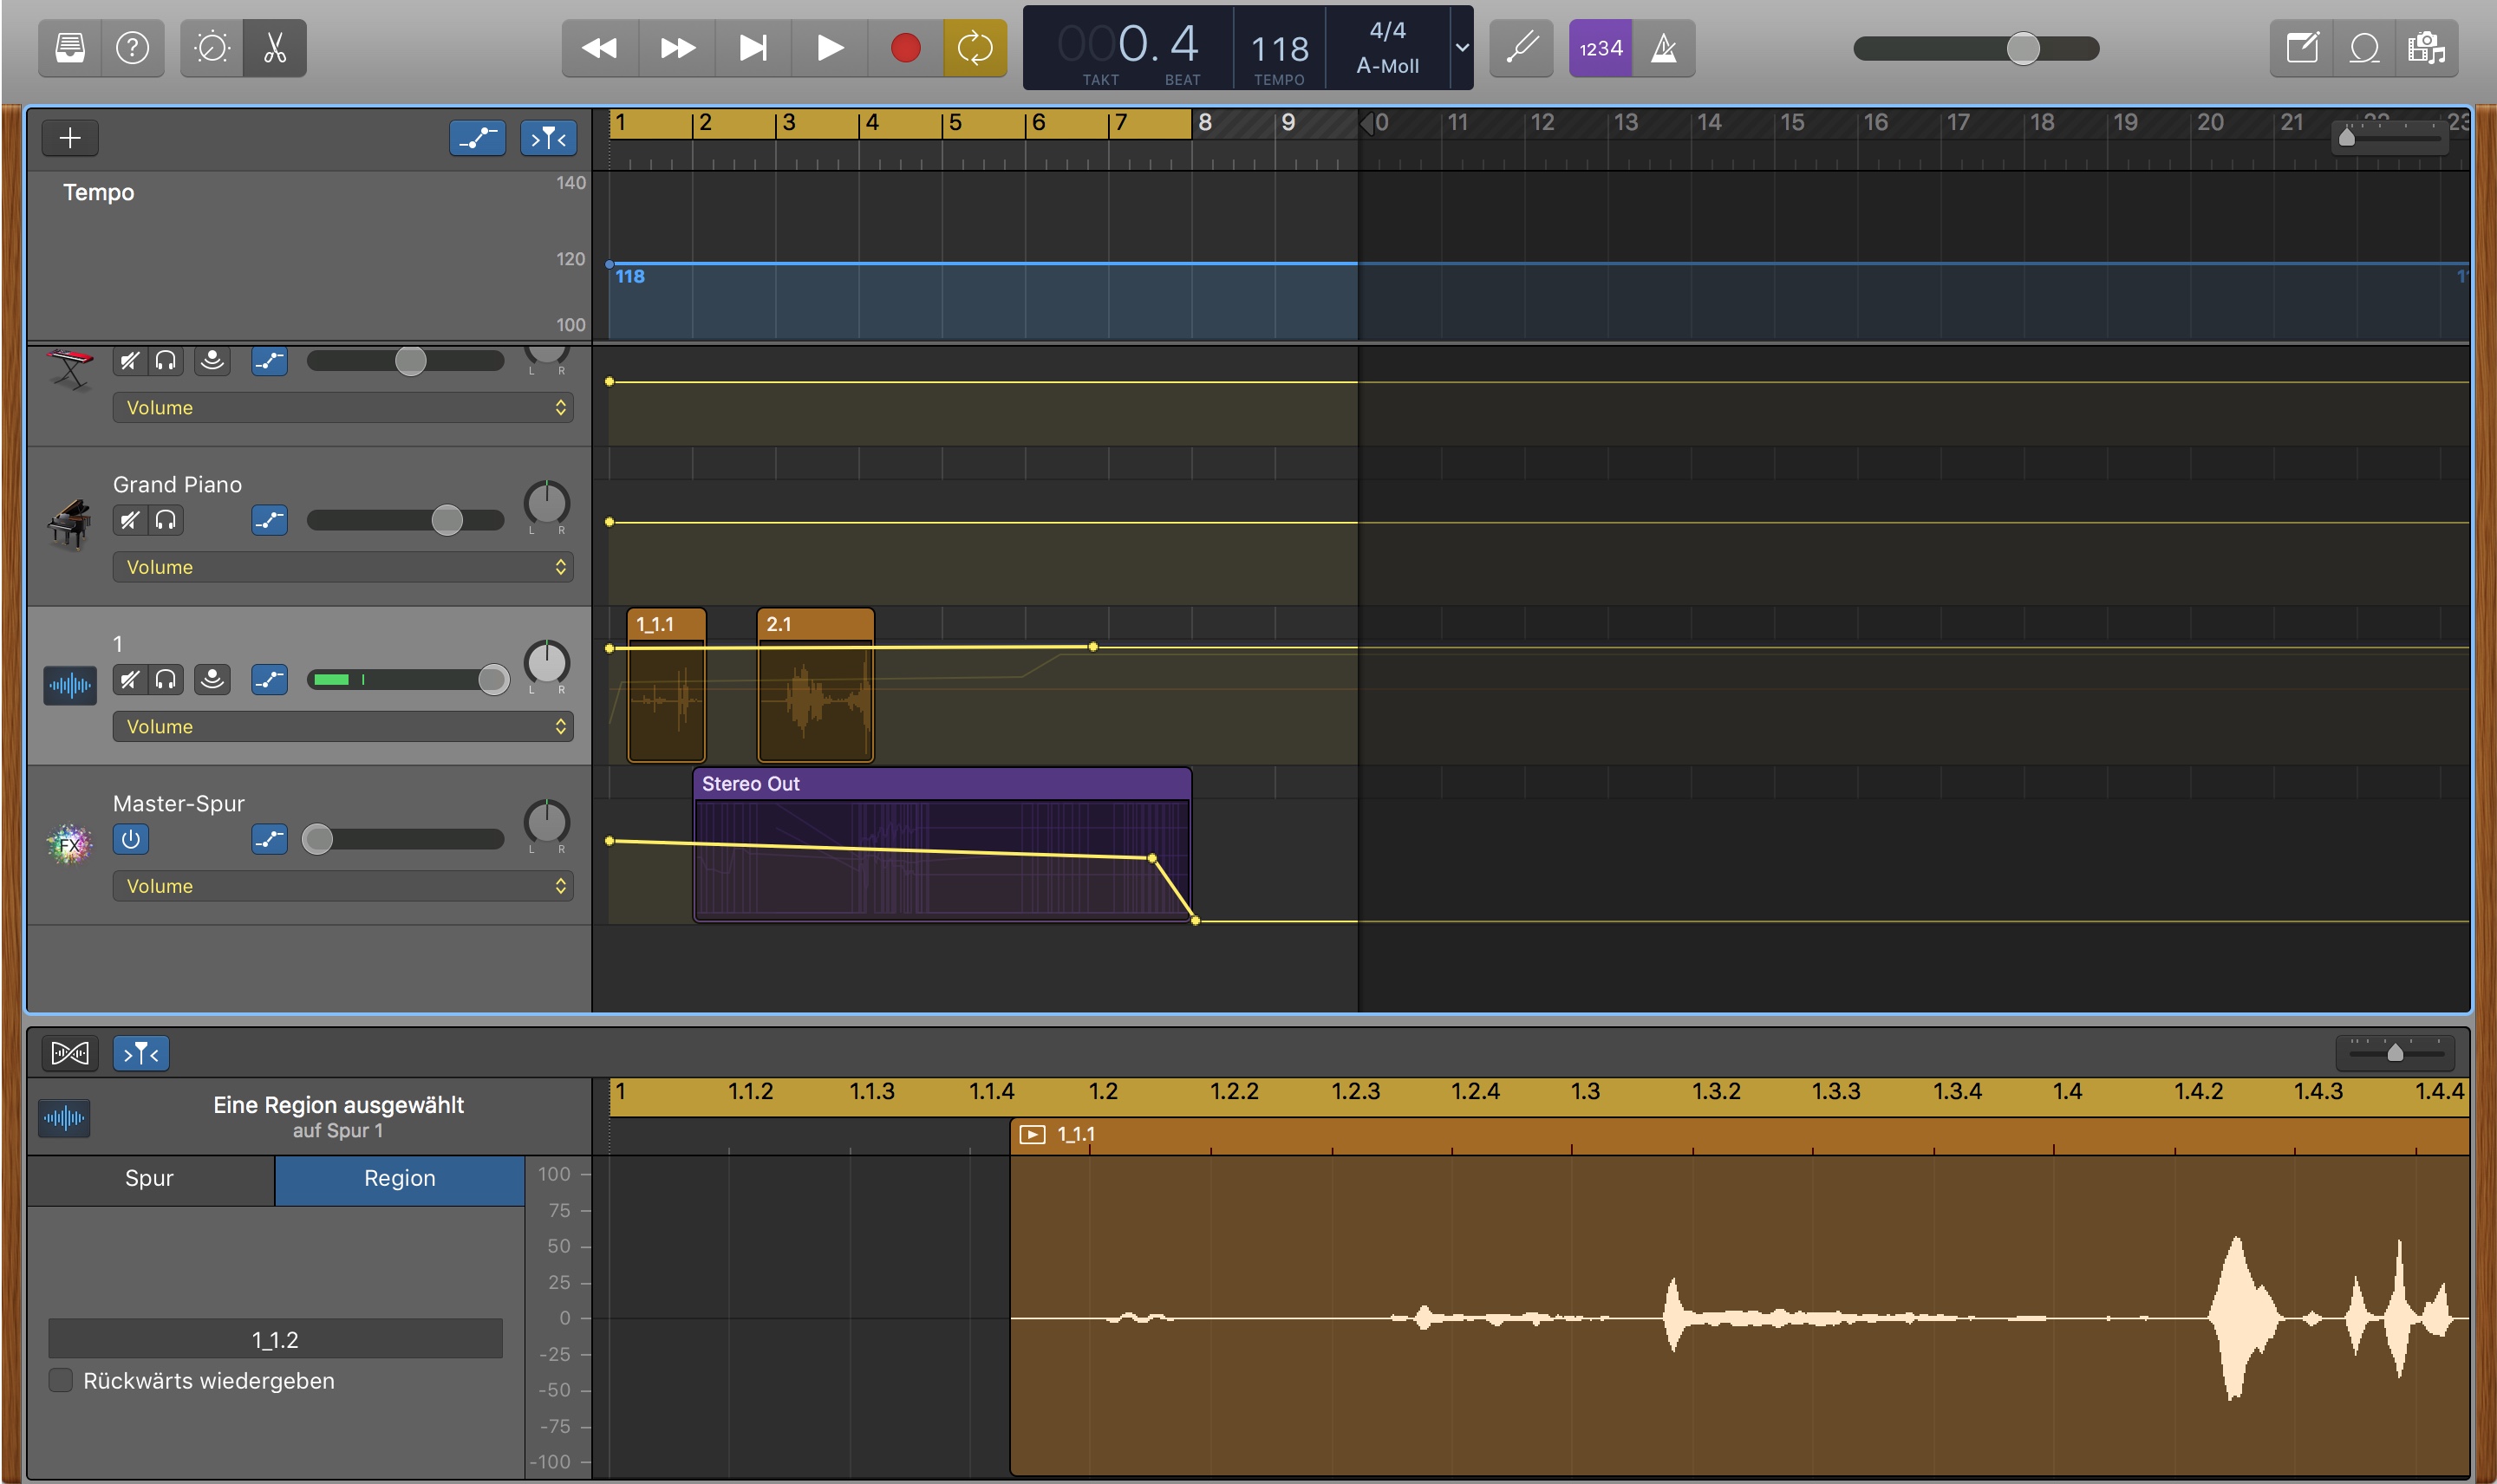 000. 4 118 4/4
A-Moll
TAKT BEAT TEMPO
1234
1 2 3 4 5 6 7 8 9 0 11 12 13 14 15 16 17 18 19 20 21 22 23
Tempo
140
120
118
100
L R
Volume
Grand Piano
L R
Volume
1
1_1.1
2.1
L R
Volume
Master-Spur
Stereo Out
FX
L R
Volume
1 1.1.2 1.1.3 1.1.4 1.2 1.2.2 1.2.3 1.2.4 1.3 1.3.2 1.3.3 1.3.4 1.4 1.4.2 1.4.3 1.4.4
Eine Region ausgewählt
auf Spur 1
1_1.1
Spur Region
100
75
50
25
0
-25
-50
-75
-100
1_1.2
Rückwärts wiedergeben